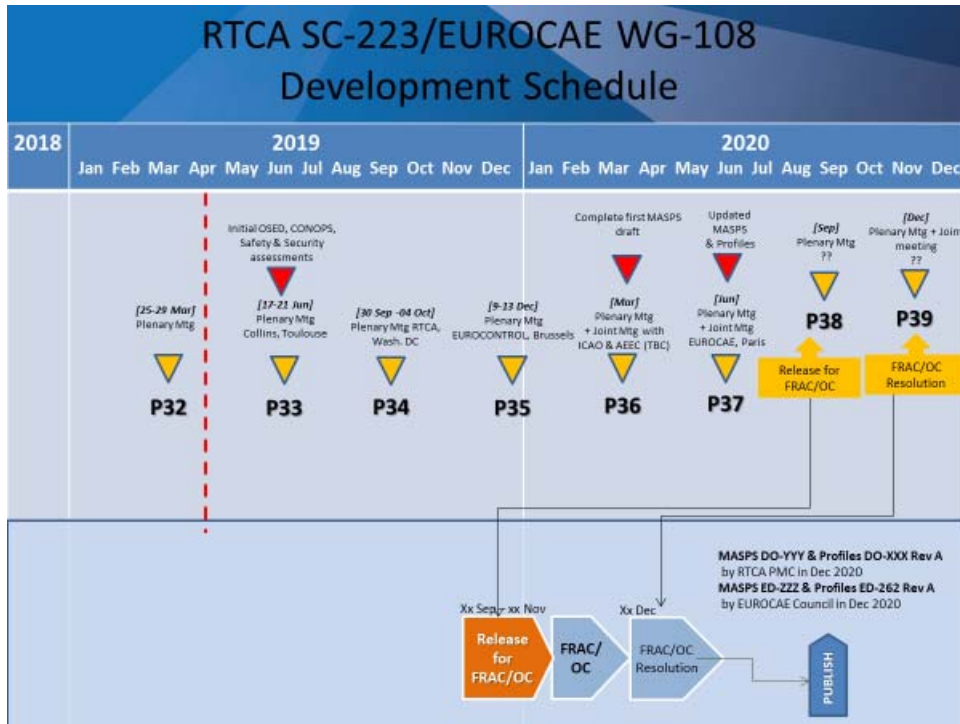 RTCA SC-223/EUROCAE WG-108
Development Schedule
2018
2019
2020
Jan Feb Mar Apr May Jun Jul Aug Sep Oct Nov Dec
Jan Feb Mar Apr May Jun Jul Aug Sep Oct Nov Dec
[25-29 Mar]
Plenary Mtg
P32
Initial OSED, CONOPS,
Safety & Security
assessments
[17-21 Jun]
Plenary Mtg
Collins, Toulouse
P33
[30 Sep -04 Oct]
Plenary Mtg RTCA,
Wash. DC
P34
[9-13 Dec]
Plenary Mtg
EUROCONTROL, Brussels
P35
Complete first MASPS
draft
[Mar]
Plenary Mtg
+ Joint Mtg with
ICAO & AEEC (TBC)
P36
Updated
MASPS
& Profiles
[Jun]
Plenary Mtg
+ Joint Mtg
EUROCAE, Paris
P37
[Sep]
Plenary Mtg
??
P38
Release for
FRAC/OC
[Dec]
Plenary Mtg + Joint
meeting
??
P39
FRAC/OC
Resolution
MASPS DO-YYY & Profiles DO-XXX Rev A
by RTCA PMC in Dec 2020
MASPS ED-ZZZ & Profiles ED-262 Rev A
by EUROCAE Council in Dec 2020
Xx Sep - xx Nov
Xx Dec
Release
for
FRAC/OC
FRAC/
OC
FRAC/OC
Resolution
PUBLISH